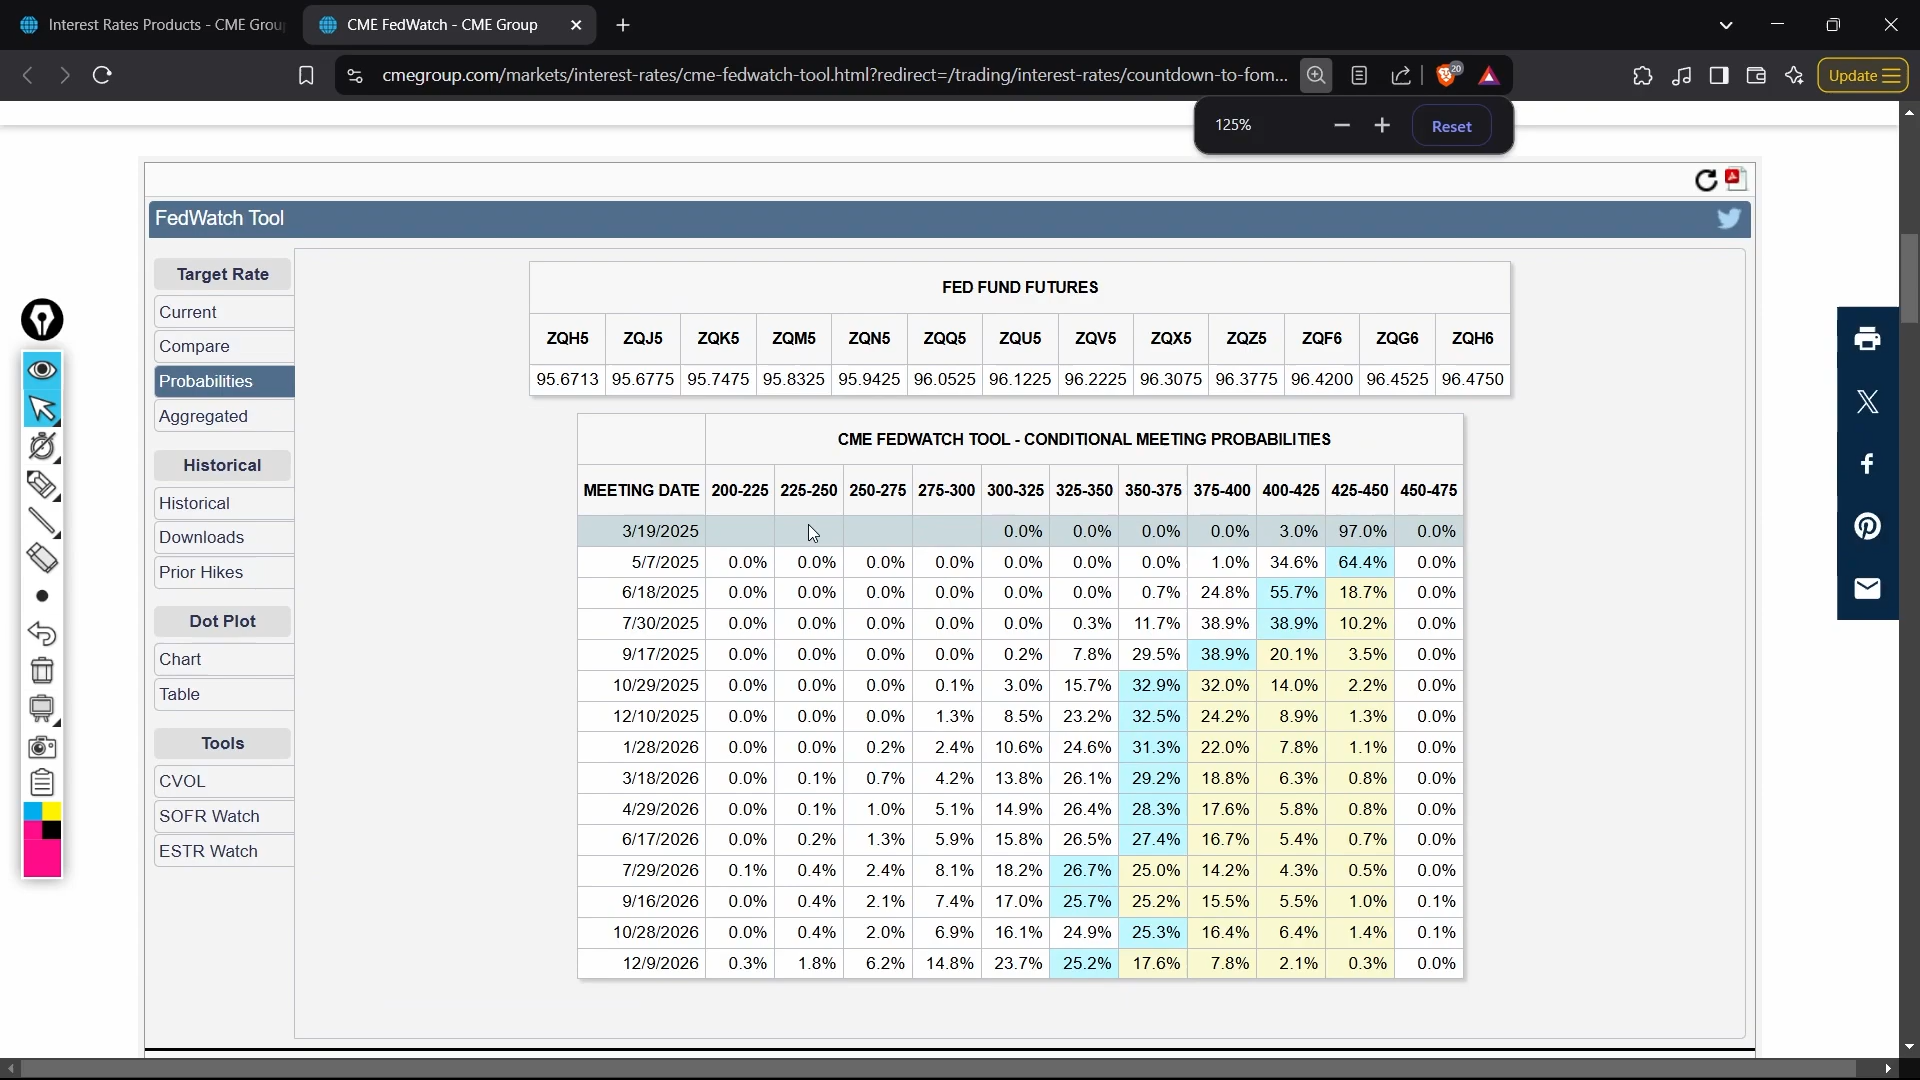 Interest Rates Products - CME Grou
CME FedWatch - CME Group
cmegroup.com/markets/interest-rates/cme-fedwatch-tool.html?redirect=/trading/interest-rates/countdown-to-fom...
20
Update
125%
Reset
FedWatch Tool
Target Rate
Current
Compare
Probabilities
Aggregated
Historical
Historical
Downloads
Prior Hikes
Dot Plot
Chart
Table
Tools
CVOL
SOFR Watch
ESTR Watch
FED FUND FUTURES
ZQH5 ZQJ5 ZQK5 ZQM5 ZQN5 ZQQ5 ZQU5 ZQV5 ZQX5 ZQZ5 ZQF6 ZQG6 ZQH6
95.6713 95.6775 95.7475 95.8325 95.9425 96.0525 96.1225 96.2225 96.3075 96.3775 96.4200 96.4525 96.4750
CME FEDWATCH TOOL - CONDITIONAL MEETING PROBABILITIES
MEETING DATE 200-225 225-250 250-275 275-300 300-325 325-350 350-375 375-400 400-425 425-450 450-475
3/19/2025 0.0% 0.0% 0.0% 0.0% 3.0% 97.0% 0.0%
5/7/2025 0.0% 0.0% 0.0% 0.0% 0.0% 0.0% 0.0% 1.0% 34.6% 64.4% 0.0%
6/18/2025 0.0% 0.0% 0.0% 0.0% 0.0% 0.0% 0.7% 24.8% 55.7% 18.7% 0.0%
7/30/2025 0.0% 0.0% 0.0% 0.0% 0.0% 0.3% 11.7% 38.9% 38.9% 10.2% 0.0%
9/17/2025 0.0% 0.0% 0.0% 0.0% 0.2% 7.8% 29.5% 38.9% 20.1% 3.5% 0.0%
10/29/2025 0.0% 0.0% 0.0% 0.1% 3.0% 15.7% 32.9% 32.0% 14.0% 2.2% 0.0%
12/10/2025 0.0% 0.0% 0.0% 1.3% 8.5% 23.2% 32.5% 24.2% 8.9% 1.3% 0.0%
1/28/2026 0.0% 0.0% 0.2% 2.4% 10.6% 24.6% 31.3% 22.0% 7.8% 1.1% 0.0%
3/18/2026 0.0% 0.1% 0.7% 4.2% 13.8% 26.1% 29.2% 18.8% 6.3% 0.8% 0.0%
4/29/2026 0.0% 0.1% 1.0% 5.1% 14.9% 26.4% 28.3% 17.6% 5.8% 0.8% 0.0%
6/17/2026 0.0% 0.2% 1.3% 5.9% 15.8% 26.5% 27.4% 16.7% 5.4% 0.7% 0.0%
7/29/2026 0.1% 0.4% 2.4% 8.1% 18.2% 26.7% 25.0% 14.2% 4.3% 0.5% 0.0%
9/16/2026 0.0% 0.4% 2.1% 7.4% 17.0% 25.7% 25.2% 15.5% 5.5% 1.0% 0.1%
10/28/2026 0.0% 0.4% 2.0% 6.9% 16.1% 24.9% 25.3% 16.4% 6.4% 1.4% 0.1%
12/9/2026 0.3% 1.8% 6.2% 14.8% 23.7% 25.2% 17.6% 7.8% 2.1% 0.3% 0.0%